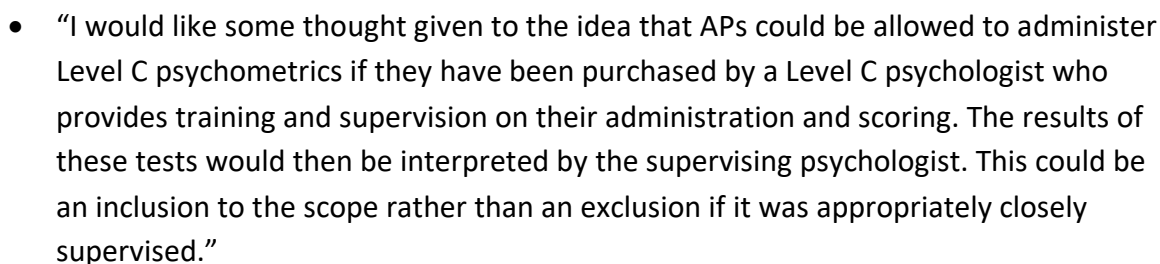 • “I would like some thought given to the idea that APs could be allowed to administer
Level C psychometrics if they have been purchased by a Level C psychologist who
provides training and supervision on their administration and scoring. The results of
these tests would then be interpreted by the supervising psychologist. This could be
an inclusion to the scope rather than an exclusion if it was appropriately closely
supervised.”